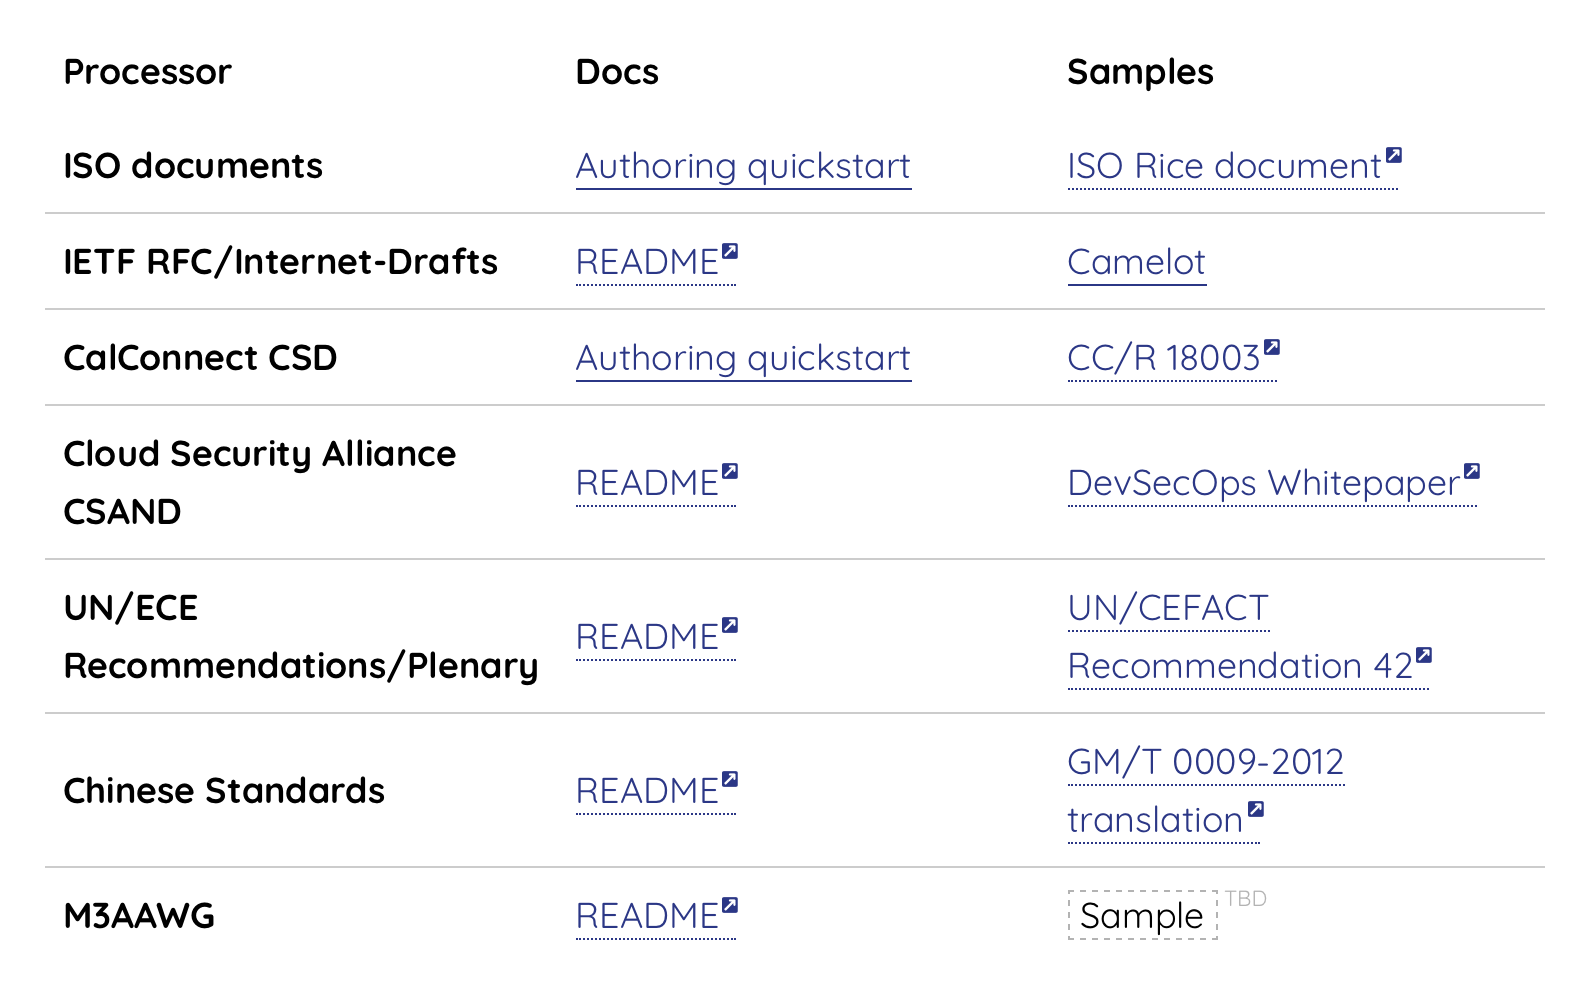 Processor Docs Samples
ISO documents Authoring quickstart ISO Rice document
IETF RFC/Internet-Drafts README Camelot
CalConnect CSD Authoring quickstart CC/R 18003
Cloud Security Alliance
CSAND
README
DevSecOps Whitepaper
UN/ECE
Recommendations/Plenary
README
UN/CEFACT
Recommendation 42
Chinese Standards
README
GM/T 0009-2012
translation
M3AAWG README Sample TBD